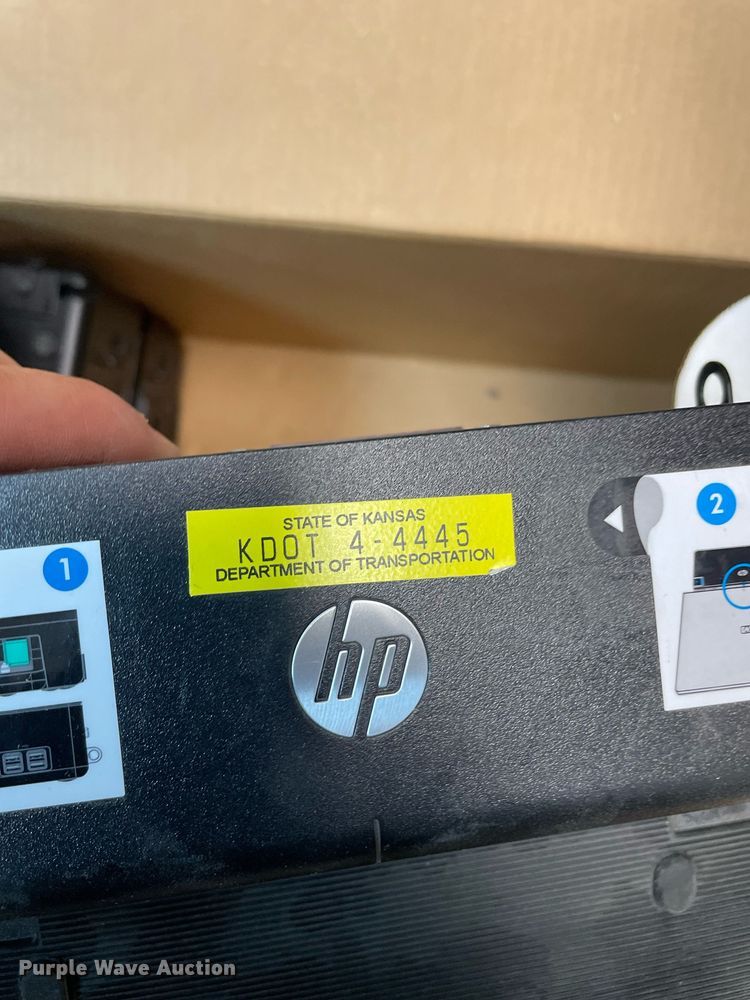 STATE OF KANSAS
KDOT 4-4445
DEPARTMENT OF TRANSPORTATION
1
2
hp
Purple Wave Auction